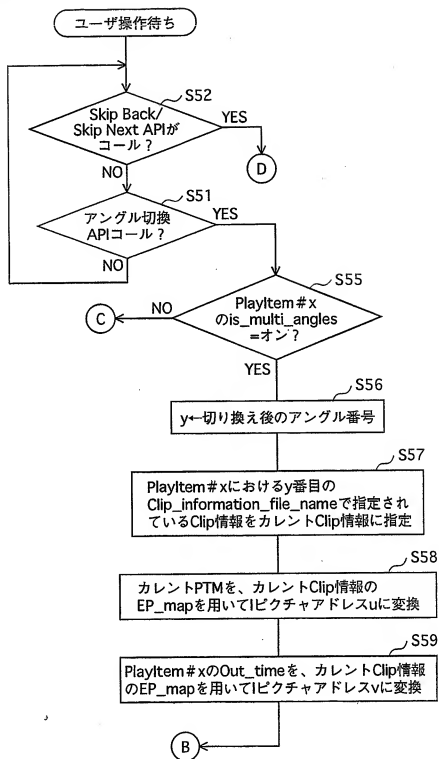 ユーザ操作待ち
S52
Skip Back/
Skip Next APIが
コール?
YES
D
NO
S51
アングル切換
APIコール?
YES
NO
S55
PlayItem#x
のis_multi_angles
=オン?
NO
C
YES
S56
y←切り換え後のアングル番号
S57
PlayItem#xにおけるy番目の
Clip_information_file_nameで指定され
ているClip情報をカレントClip情報に指定
S58
カレントPTMを、カレントClip情報の
EP_mapを用いてIピクチャアドレスuに変換
S59
PlayItem#xのOut_timeを、カレントClip情報
のEP_mapを用いてIピクチャアドレスvに変換
B